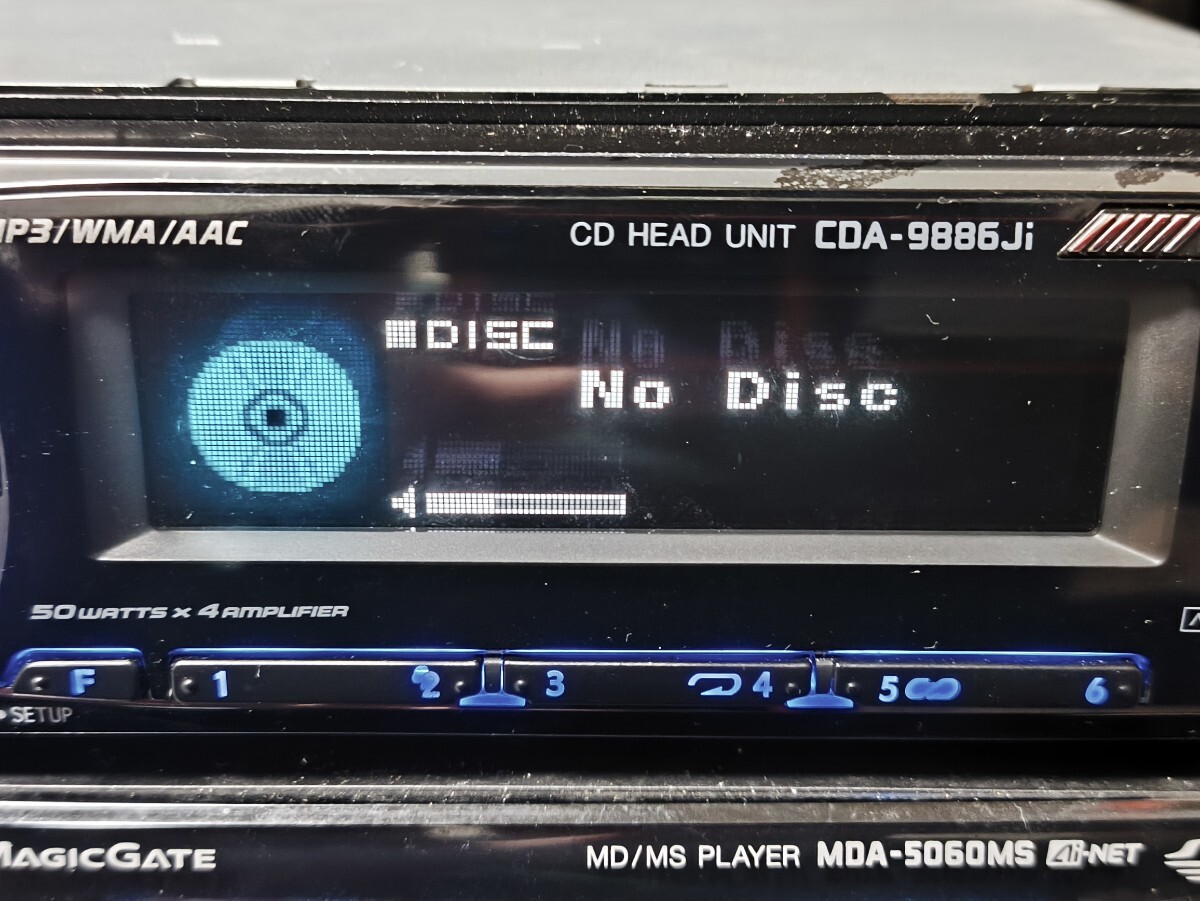 MP3/WMA/AAC
CD HEAD UNIT CDA-9886Ji
DISC
No Disc
50 WATTS x 4 AMPLIFIER
F 1 2 3 4 5 6
SETUP
MAGICGATE
MD/MS PLAYER MDA-5060MS Ai-NET